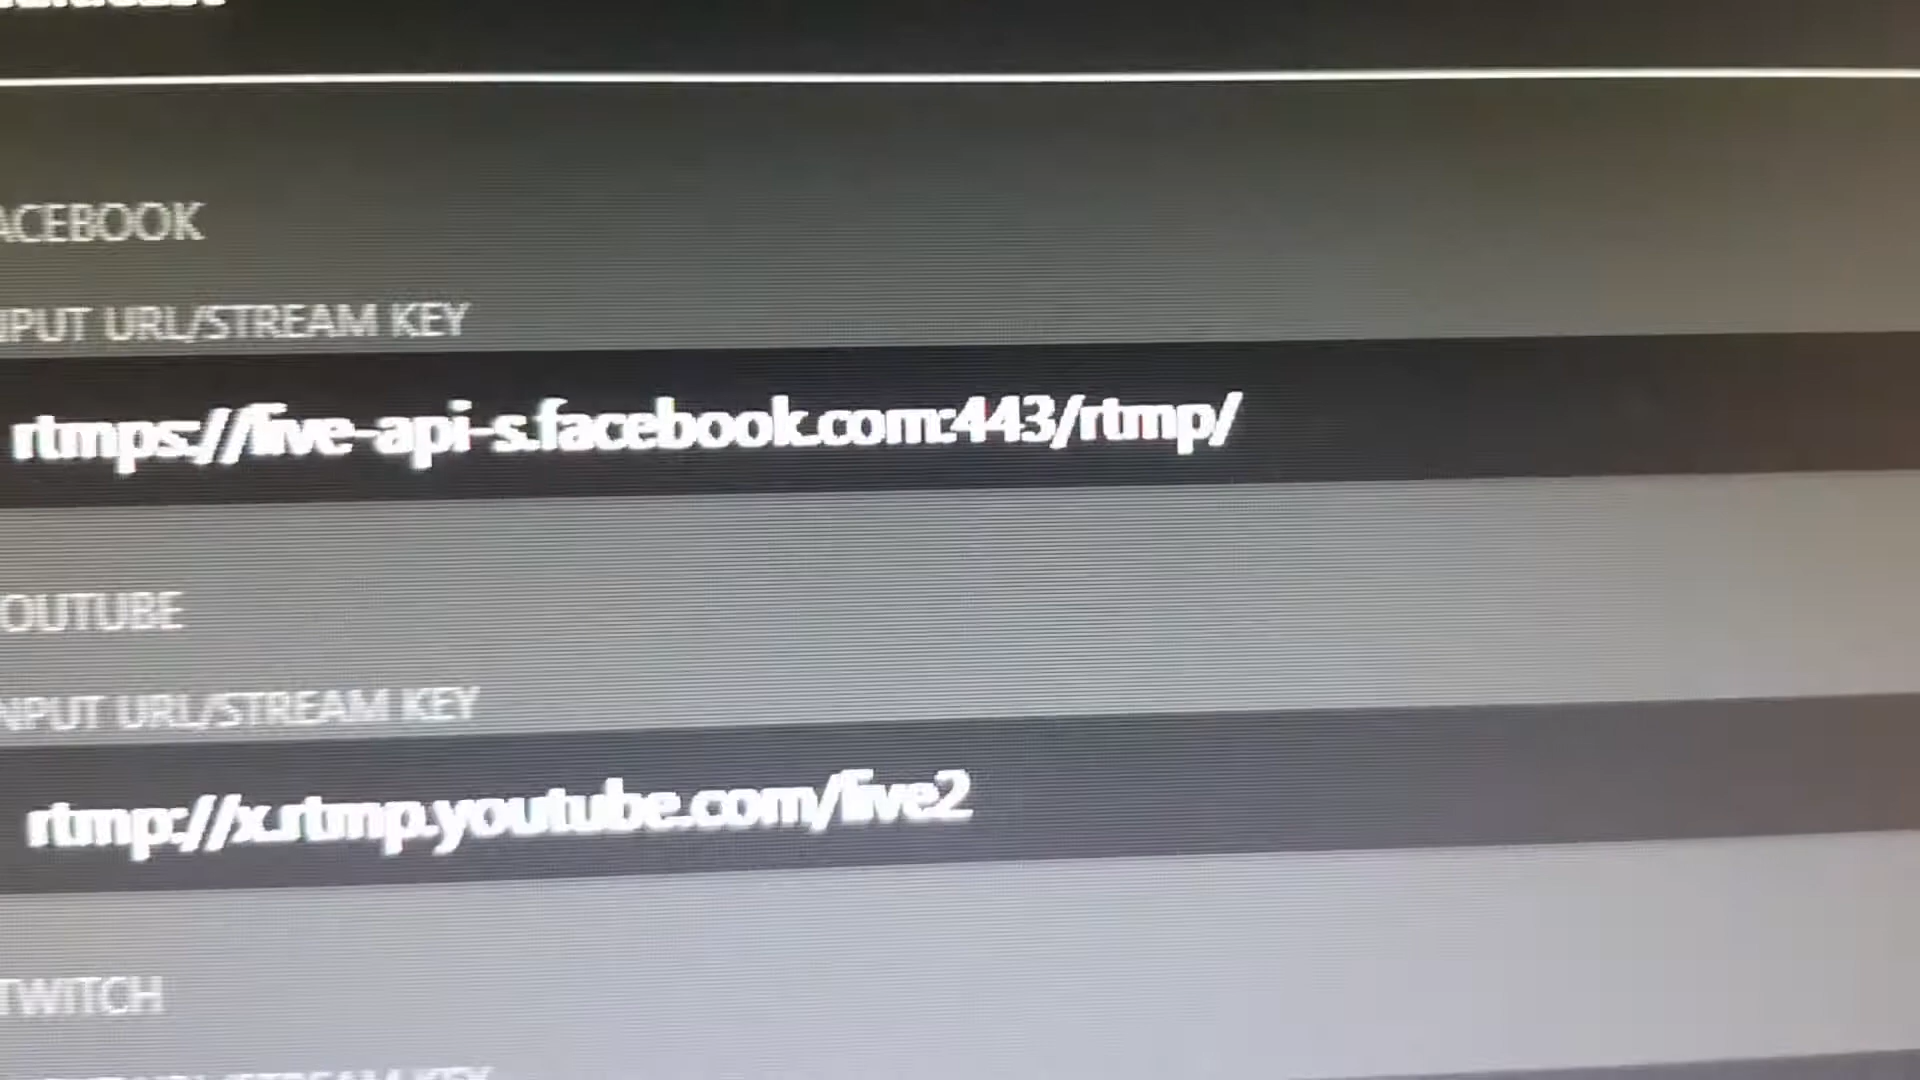 ACEBOOK
NPUT URL/STREAM KEY
rtmps://live-api-s.facebook.com:443/rtmp/
OUTUBE
NPUT URL/STREAM KEY
rtmp://x.rtmp.youtube.com/live2
TWITCH